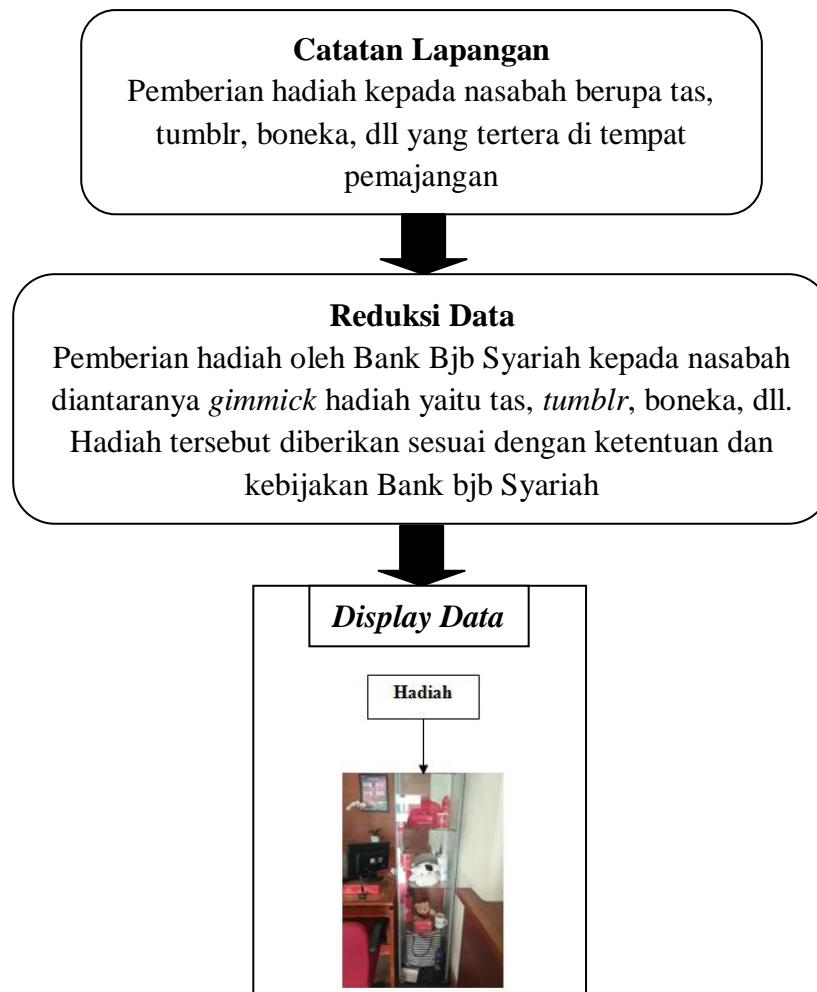 Catatan Lapangan
Pemberian hadiah kepada nasabah berupa tas,
tumblr, boneka, dll yang tertera di tempat
pemajangan
Reduksi Data
Pemberian hadiah oleh Bank Bjb Syariah kepada nasabah
diantaranya gimmick hadiah yaitu tas, tumblr, boneka, dll.
Hadiah tersebut diberikan sesuai dengan ketentuan dan
kebijakan Bank bjb Syariah
Display Data
Hadiah